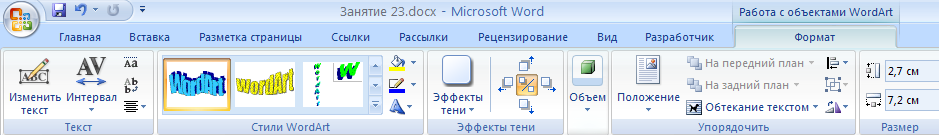 Занятие 23.docx - Microsoft Word
Работа с объектами WordArt
Главная Вставка Разметка страницы Ссылки Рассылки Рецензирование Вид Разработчик Формат
Изменить текст
AV Интервал
Aa
WordArt WordArt W
Эффекты тени
Объем
Положение
На передний план
На задний план
Обтекание текстом
2,7 см
7,2 см
Текст Стили WordArt Эффекты тени Упорядочить Размер